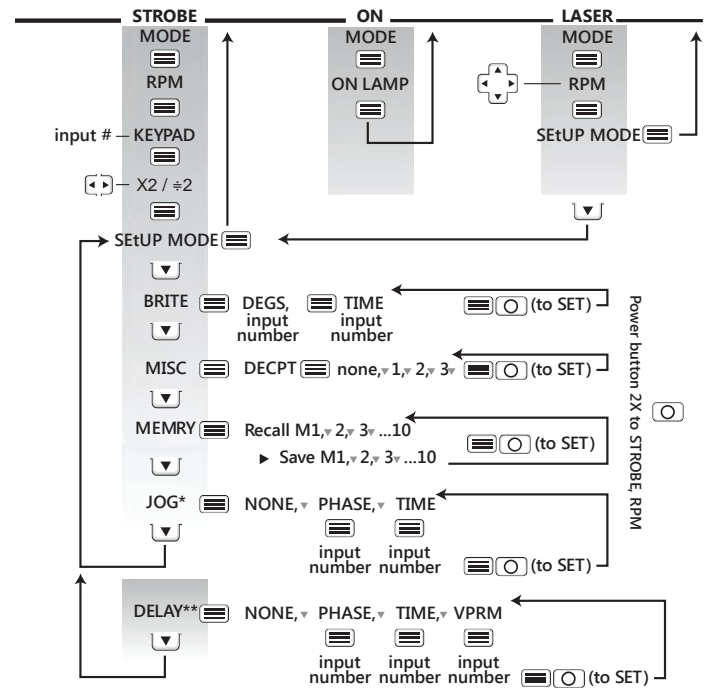 STROBE ON LASER
MODE MODE MODE
RPM ON LAMP RPM
input # KEYPAD SEtUP MODE
X2 / ÷2
SEtUP MODE
BRITE DEGS, TIME (to SET)
input input
number number
MISC DECPT none, 1, 2, 3 (to SET)
MEMRY Recall M1, 2, 3 ...10 (to SET)
Save M1, 2, 3 ...10
JOG* NONE, PHASE, TIME
input input
number number (to SET)
DELAY** NONE, PHASE, TIME, VPRM
input input input
number number number (to SET)
Power button 2X to STROBE, RPM